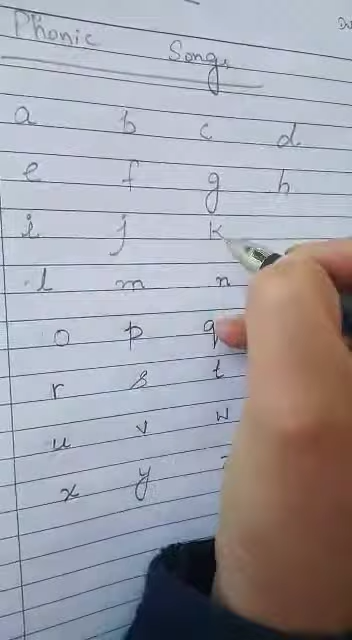 Phonic Songs
a b c d
e f g h
i j k
l m n
o p q
r s t
u v w
x y